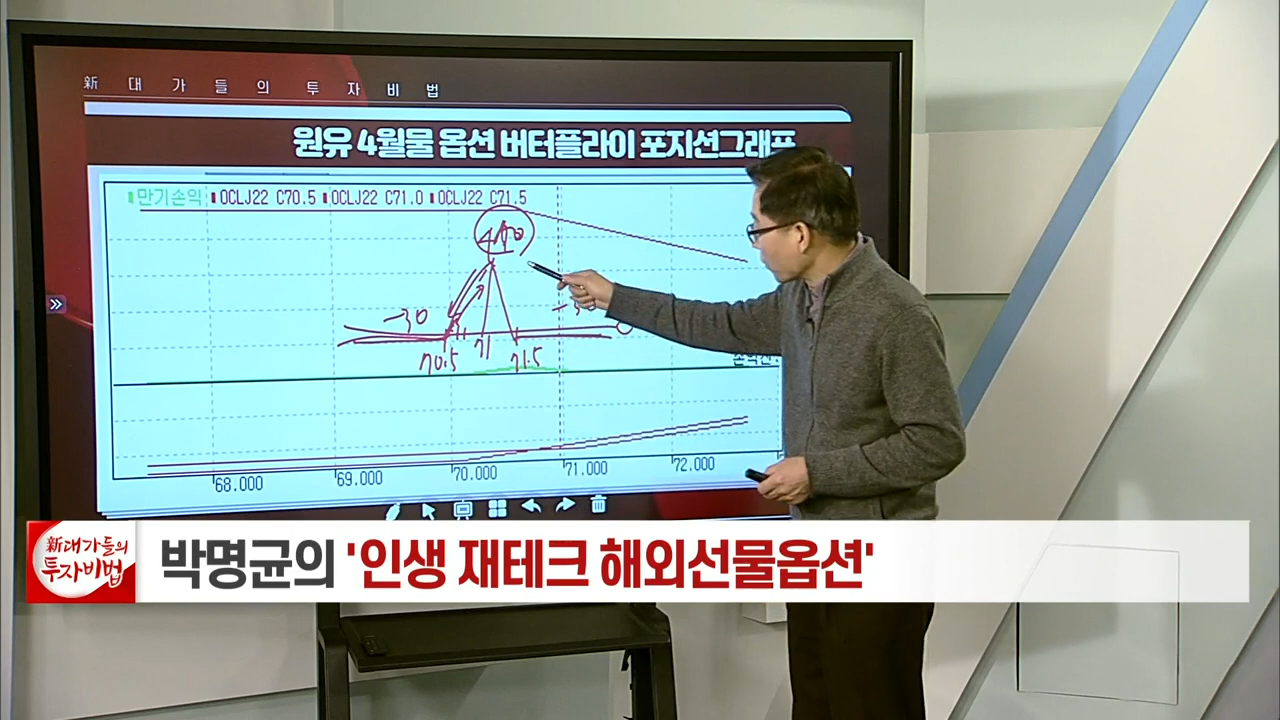 新 대 가 들 의 투 자 비 법
원유 4월물 옵션 버터플라이 포지션그래프
만기손익 OCLJ22 C70.5 OCLJ22 C71.0 OCLJ22 C71.5
-30
70.5 71 71.5
68.000 69.000 70.000 71.000 72.000
新대가들의
투자비법
박명균의 '인생 재테크 해외선물옵션'